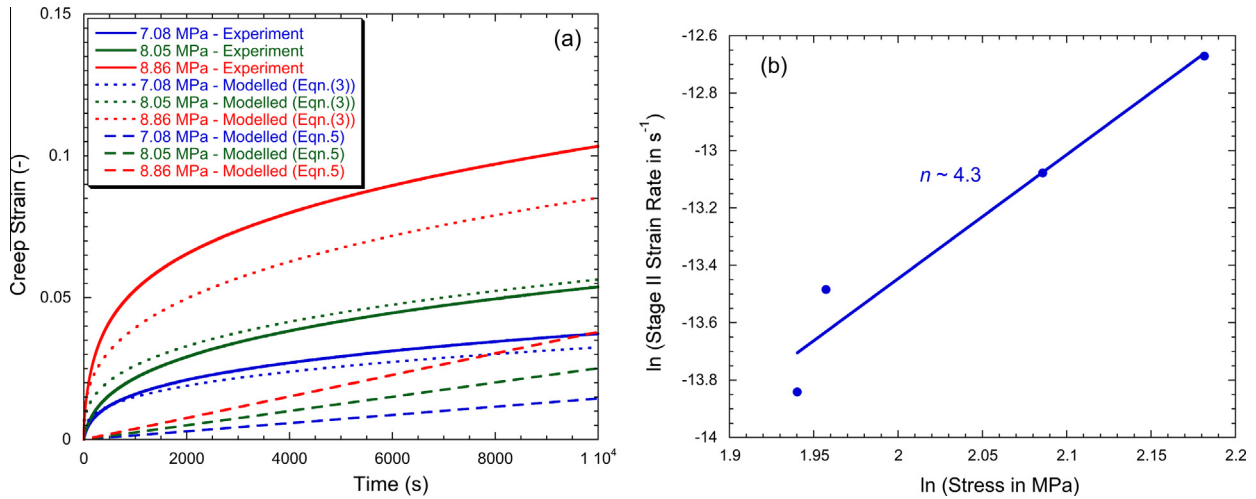 0.15
(a)
7.08 MPa - Experiment
8.05 MPa - Experiment
8.86 MPa - Experiment
7.08 MPa - Modelled (Eqn.(3))
8.05 MPa - Modelled (Eqn.(3))
8.86 MPa - Modelled (Eqn.(3))
7.08 MPa - Modelled (Eqn.5)
8.05 MPa - Modelled (Eqn.5)
8.86 MPa - Modelled (Eqn.5)
0.1
0.05
0
Creep Strain (-)
0 2000 4000 6000 8000 1 10⁴
Time (s)
-12.6
(b)
-12.8
-13
n ~ 4.3
-13.2
-13.4
-13.6
-13.8
-14
ln (Stage II Strain Rate in s⁻¹)
1.9 1.95 2 2.05 2.1 2.15 2.2
ln (Stress in MPa)